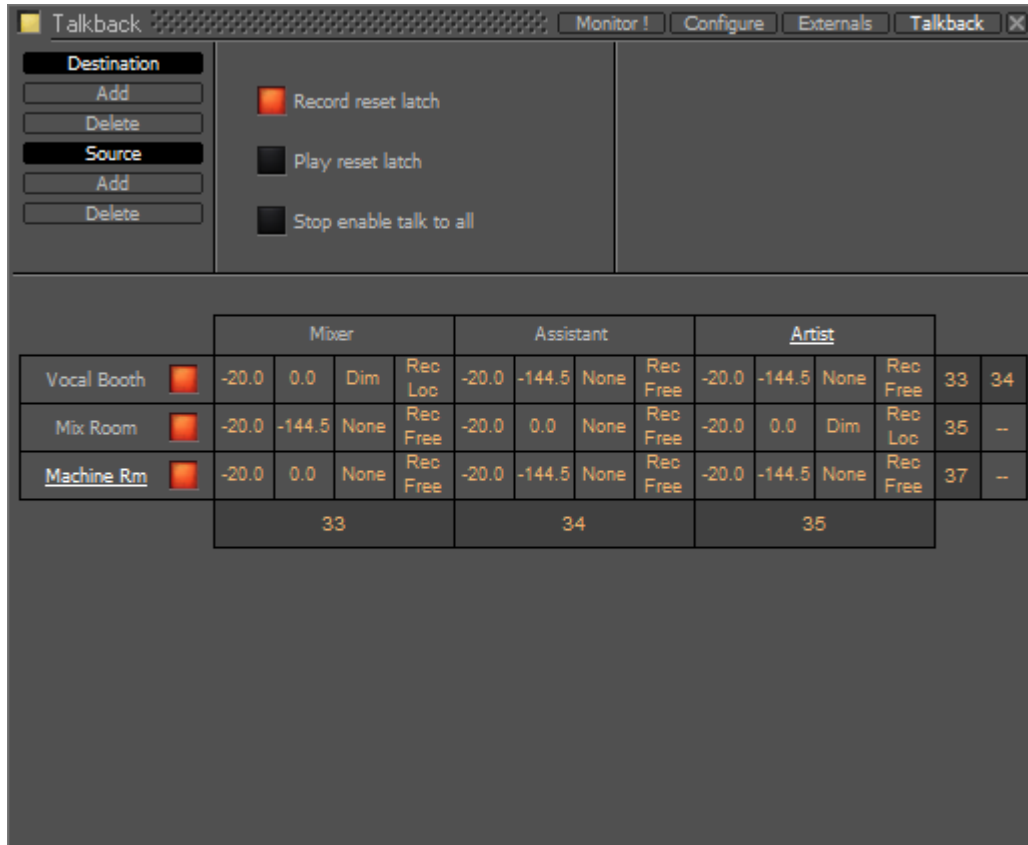 Talkback Monitor ! Configure Externals Talkback X
Destination
Add
Delete
Source
Add
Delete
Record reset latch
Play reset latch
Stop enable talk to all
Mixer Assistant Artist
Vocal Booth -20.0 0.0 Dim Rec Loc -20.0 -144.5 None Rec Free -20.0 -144.5 None Rec Free 33 34
Mix Room -20.0 -144.5 None Rec Free -20.0 0.0 None Rec Free -20.0 0.0 Dim Rec Loc 35 --
Machine Rm -20.0 0.0 None Rec Free -20.0 -144.5 None Rec Free -20.0 -144.5 None Rec Free 37 --
33 34 35